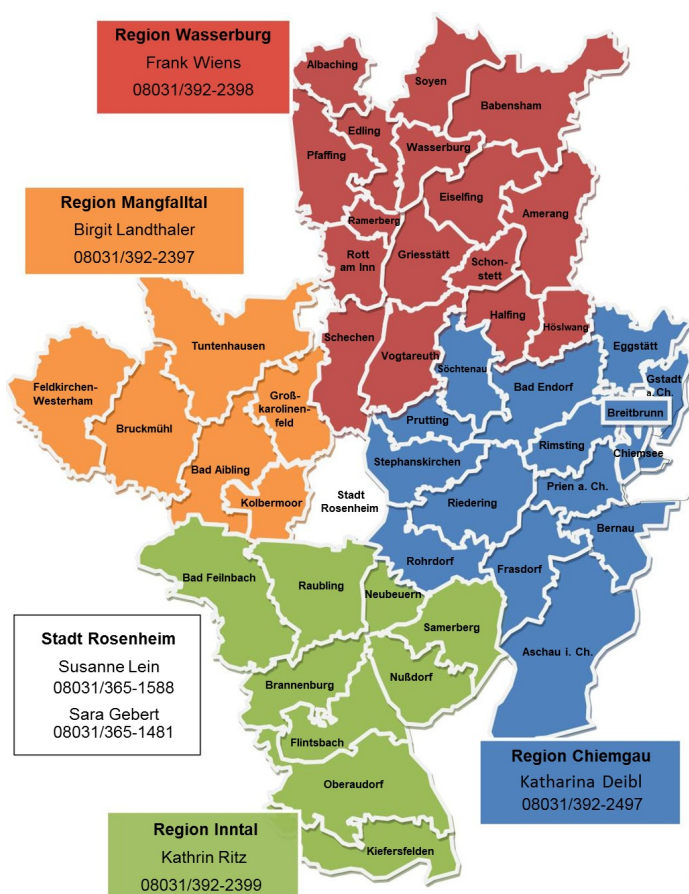 Region Wasserburg
Frank Wiens
08031/392-2398
Albaching
Soyen
Babensham
Edling
Pfaffing
Wasserburg
Eiselfing
Amerang
Ramerberg
Rott
am Inn
Griesstätt
Schon-
stett
Schechen
Vogtareuth
Halfing
Höslwang
Region Mangfalltal
Birgit Landthaler
08031/392-2397
Tuntenhausen
Feldkirchen-
Westerham
Bruckmühl
Groß-
karolinen-
feld
Bad Aibling
Kolbermoor
Stadt
Rosenheim
Söchtenau
Eggstätt
Bad Endorf
Gstadt
a. Ch.
Breitbrunn
Prutting
Rimsting
Chiemsee
Stephanskirchen
Prien a. Ch.
Riedering
Bernau
Rohrdorf
Frasdorf
Aschau i. Ch.
Bad Feilnbach
Raubling
Neubeuern
Samerberg
Nußdorf
Brannenburg
Flintsbach
Oberaudorf
Kiefersfelden
Stadt Rosenheim
Susanne Lein
08031/365-1588
Sara Gebert
08031/365-1481
Region Chiemgau
Katharina Deibl
08031/392-2497
Region Inntal
Kathrin Ritz
08031/392-2399